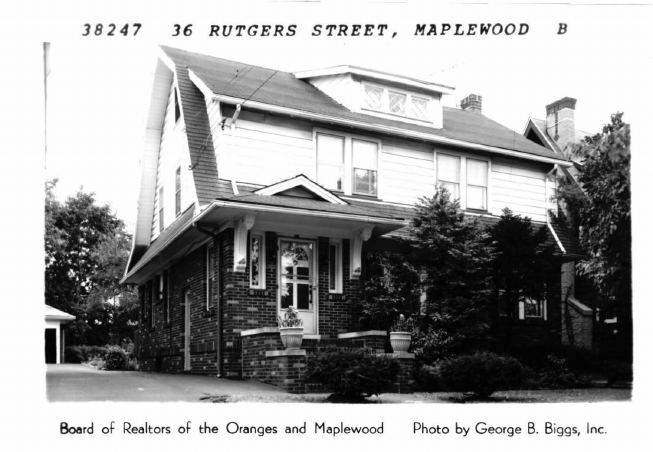 38247 36 RUTGERS STREET, MAPLEWOOD B
Board of Realtors of the Oranges and Maplewood Photo by George B. Biggs, Inc.